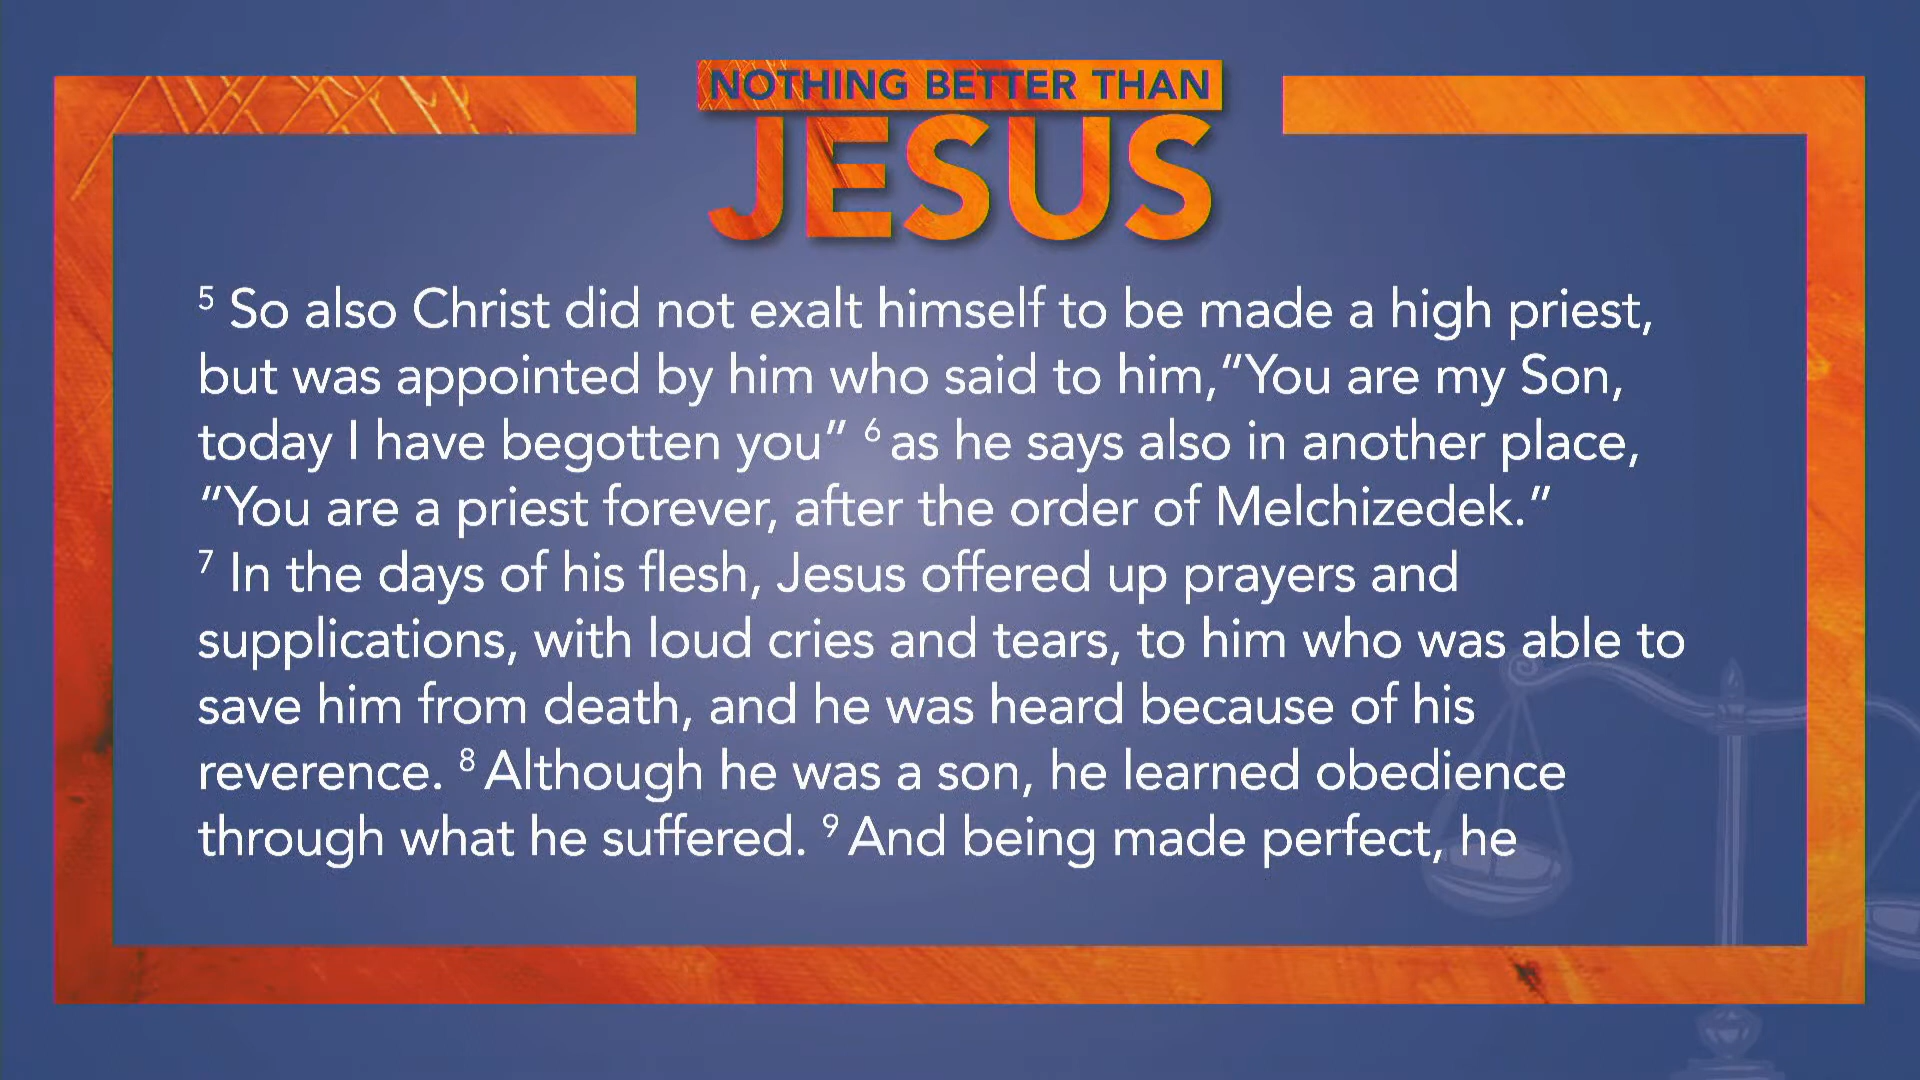 NOTHING BETTER THAN
JESUS
5 So also Christ did not exalt himself to be made a high priest,
but was appointed by him who said to him,“You are my Son,
today I have begotten you” 6 as he says also in another place,
“You are a priest forever, after the order of Melchizedek.”
7 In the days of his flesh, Jesus offered up prayers and
supplications, with loud cries and tears, to him who was able to
save him from death, and he was heard because of his
reverence. 8 Although he was a son, he learned obedience
through what he suffered. 9 And being made perfect, he